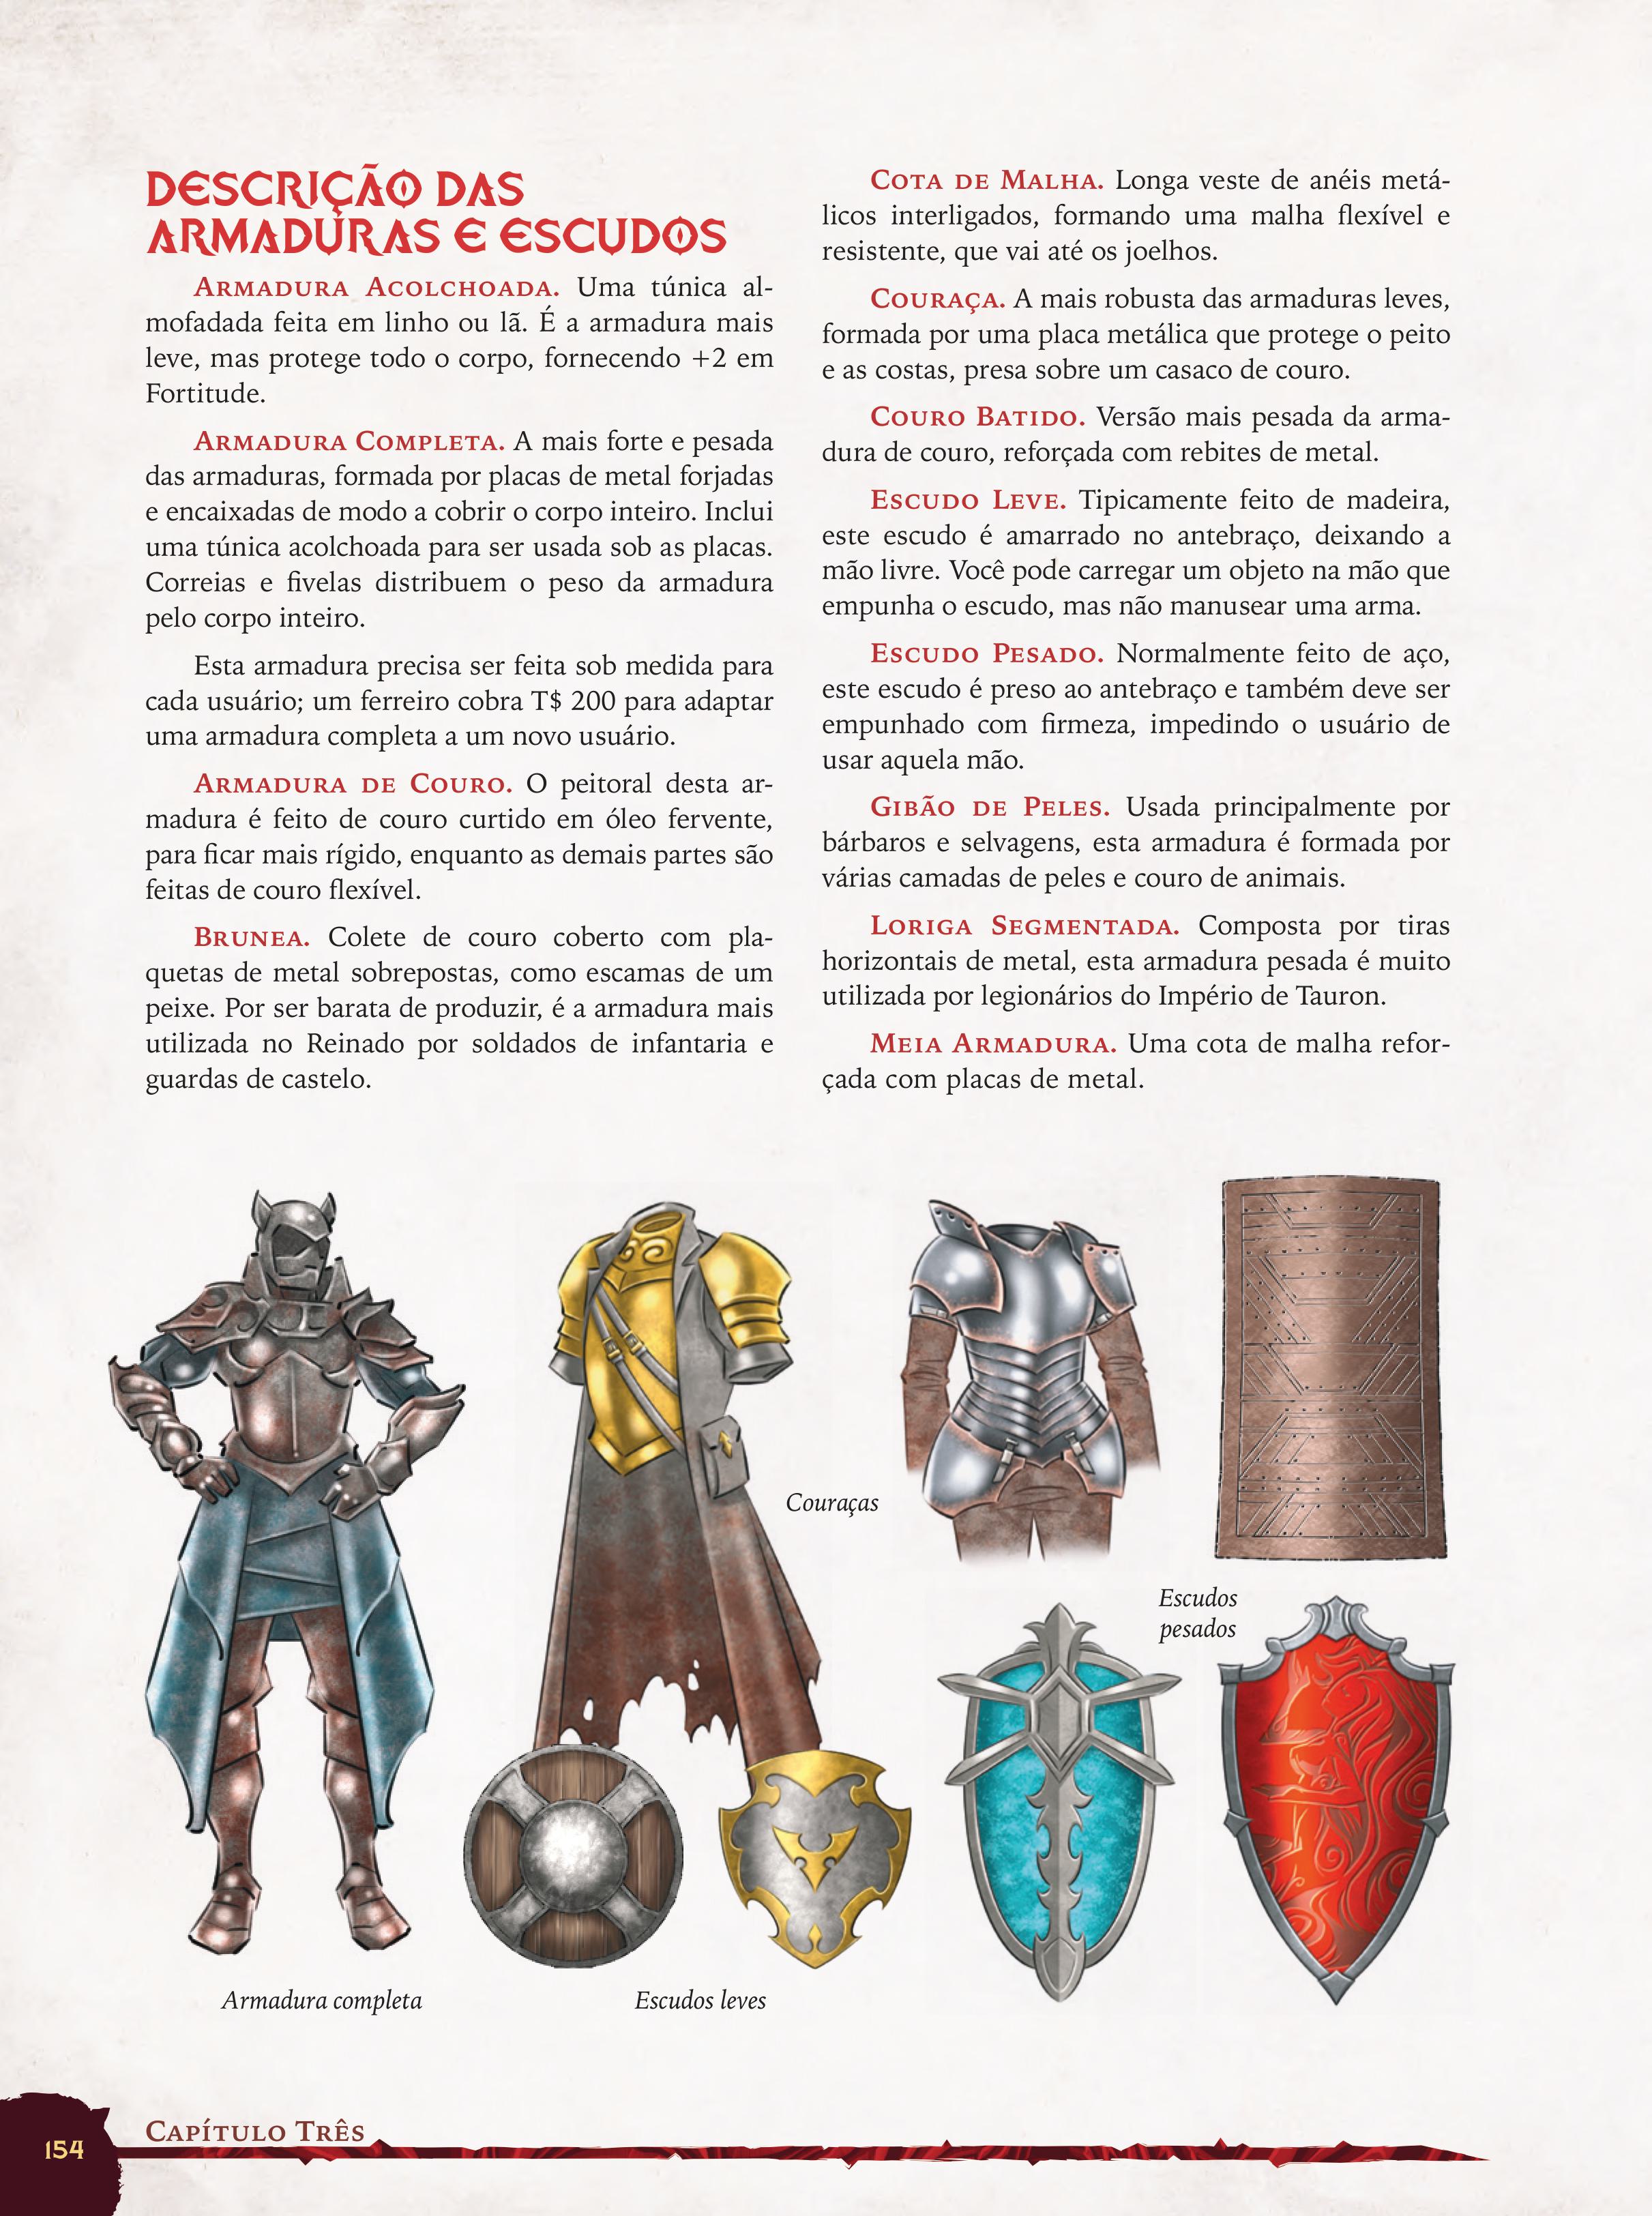 DESCRIÇÃO DAS
ARMADURAS E ESCUDOS
Armadura Acolchoada. Uma túnica al-
mofadada feita em linho ou lã. É a armadura mais
leve, mas protege todo o corpo, fornecendo +2 em
Fortitude.
Armadura Completa. A mais forte e pesada
das armaduras, formada por placas de metal forjadas
e encaixadas de modo a cobrir o corpo inteiro. Inclui
uma túnica acolchoada para ser usada sob as placas.
Correias e fivelas distribuem o peso da armadura
pelo corpo inteiro.
Esta armadura precisa ser feita sob medida para
cada usuário; um ferreiro cobra T$ 200 para adaptar
uma armadura completa a um novo usuário.
Armadura de Couro. O peitoral desta ar-
madura é feito de couro curtido em óleo fervente,
para ficar mais rígido, enquanto as demais partes são
feitas de couro flexível.
Brunea. Colete de couro coberto com pla-
quetas de metal sobrepostas, como escamas de um
peixe. Por ser barata de produzir, é a armadura mais
utilizada no Reinado por soldados de infantaria e
guardas de castelo.
Cota de Malha. Longa veste de anéis metá-
licos interligados, formando uma malha flexível e
resistente, que vai até os joelhos.
Couraça. A mais robusta das armaduras leves,
formada por uma placa metálica que protege o peito
e as costas, presa sobre um casaco de couro.
Couro Batido. Versão mais pesada da arma-
dura de couro, reforçada com rebites de metal.
Escudo Leve. Tipicamente feito de madeira,
este escudo é amarrado no antebraço, deixando a
mão livre. Você pode carregar um objeto na mão que
empunha o escudo, mas não manusear uma arma.
Escudo Pesado. Normalmente feito de aço,
este escudo é preso ao antebraço e também deve ser
empunhado com firmeza, impedindo o usuário de
usar aquela mão.
Gibão de Peles. Usada principalmente por
bárbaros e selvagens, esta armadura é formada por
várias camadas de peles e couro de animais.
Loriga Segmentada. Composta por tiras
horizontais de metal, esta armadura pesada é muito
utilizada por legionários do Império de Tauron.
Meia Armadura. Uma cota de malha refor-
çada com placas de metal.
Couraças
Escudos
pesados
Armadura completa
Escudos leves
Capítulo Três
154